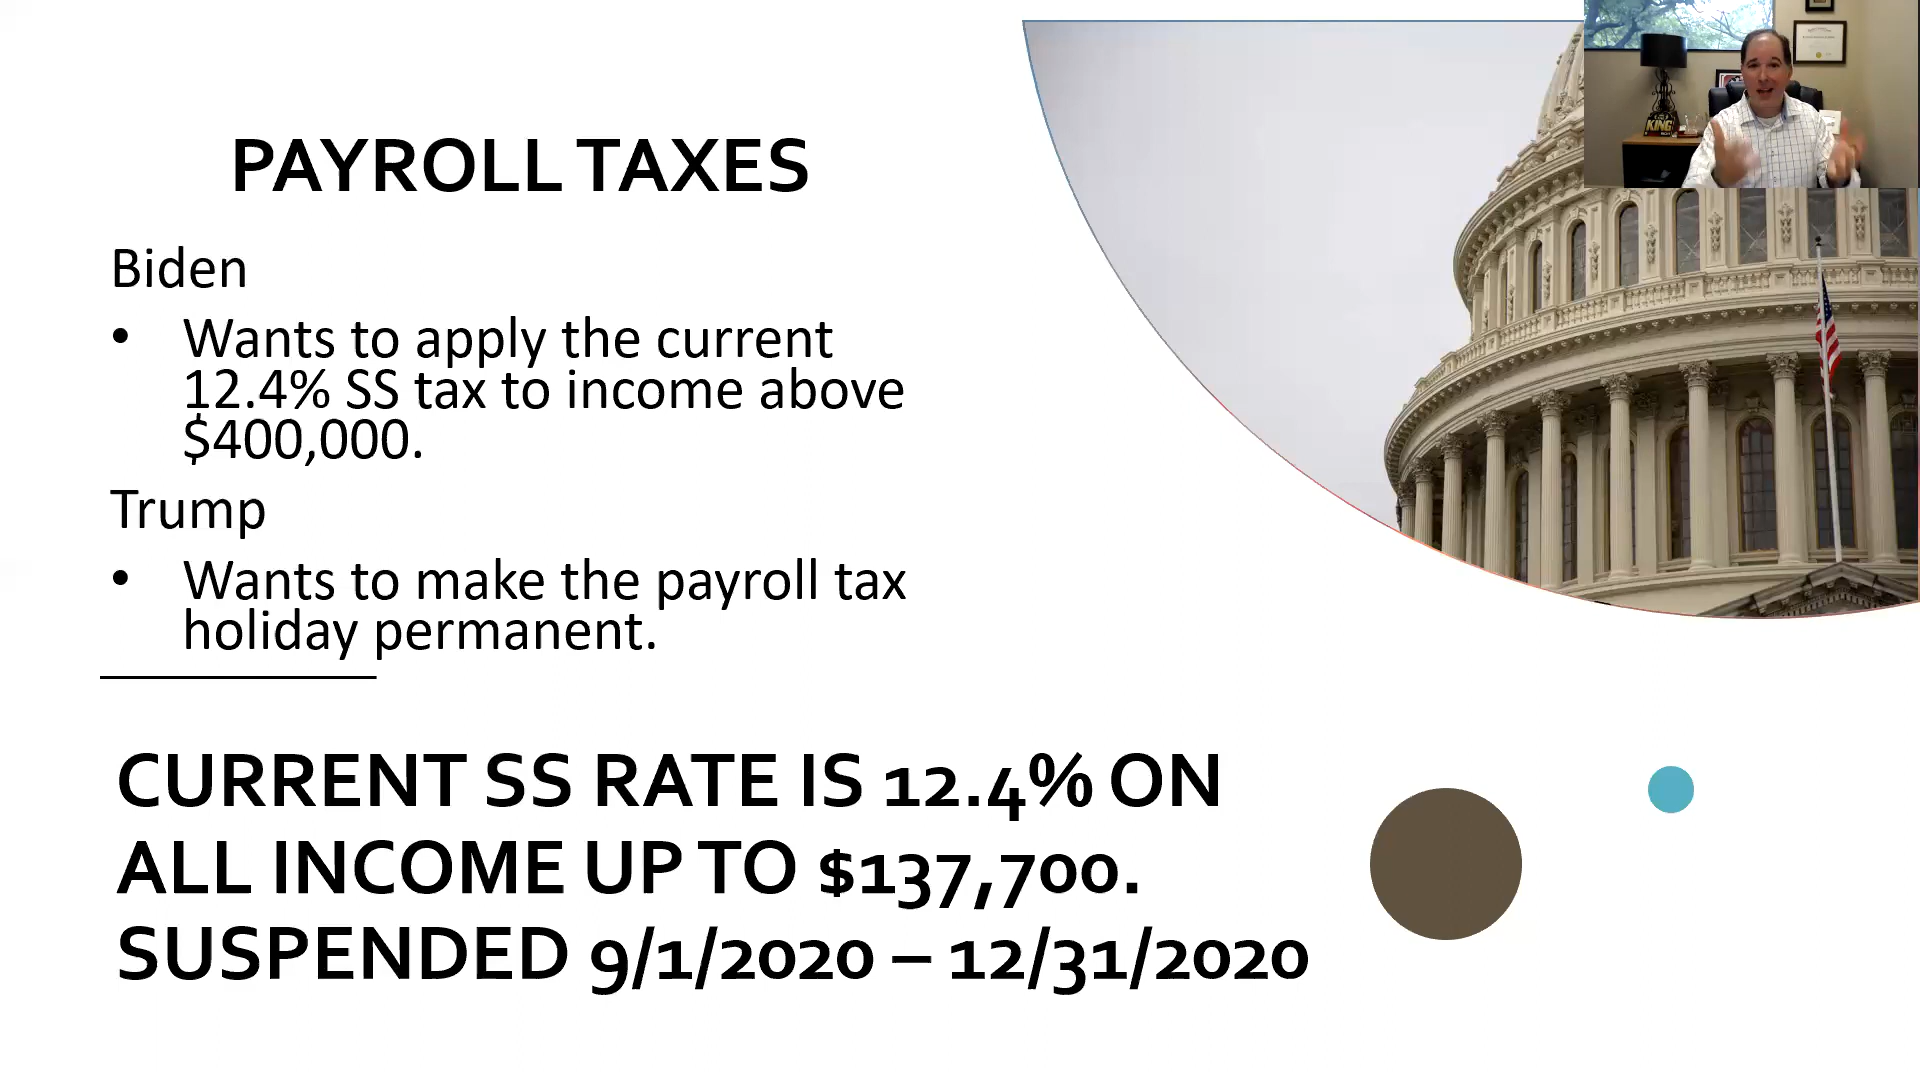 PAYROLL TAXES
Biden
• Wants to apply the current
12.4% SS tax to income above
$400,000.
Trump
• Wants to make the payroll tax
holiday permanent.
CURRENT SS RATE IS 12.4% ON
ALL INCOME UP TO $137,700.
SUSPENDED 9/1/2020 – 12/31/2020
KING